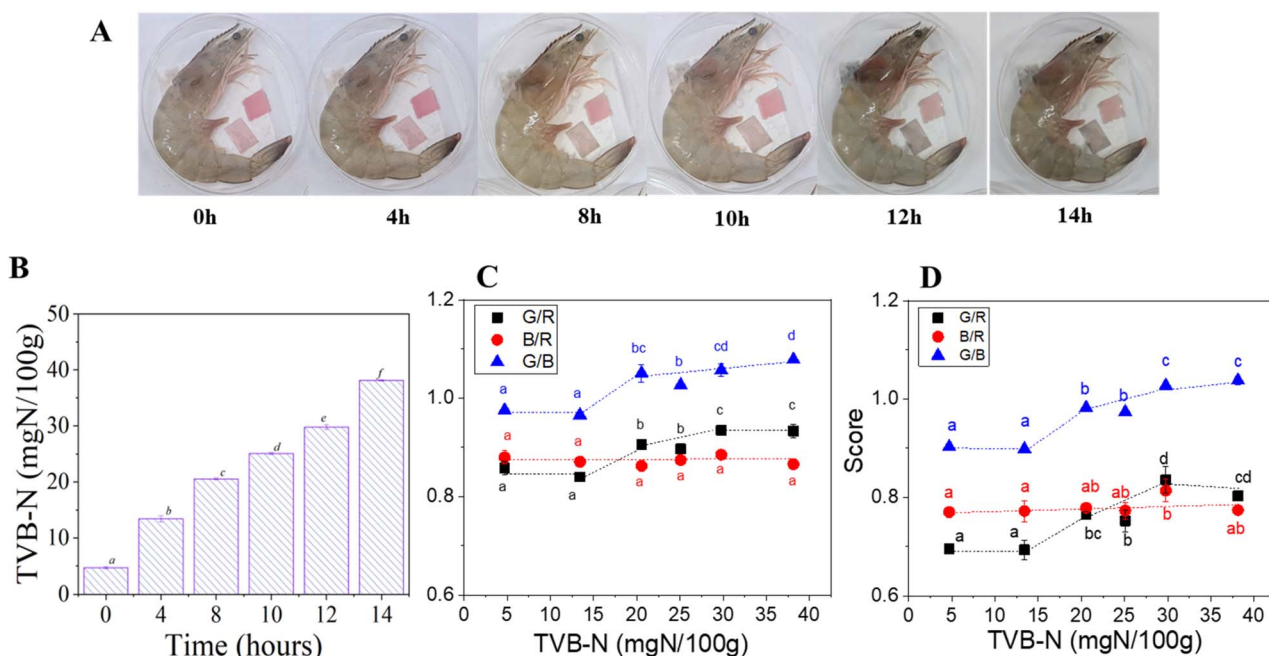 A
0h
4h
8h
10h
12h
14h
B
TVB-N (mgN/100g)
50
40
30
20
10
0
a
b
c
d
e
f
0
4
8
10
12
14
Time (hours)
C
1.2
1.0
0.8
0.6
G/R
B/R
G/B
a
a
bc
b
cd
d
a
a
b
b
c
c
a
a
a
a
a
a
a
a
0
5
10
15
20
25
30
35
40
TVB-N (mgN/100g)
D
Score
1.2
1.0
0.8
0.6
G/R
B/R
G/B
a
a
b
b
c
c
a
a
ab
ab
d
cd
a
a
bc
b
b
ab
0
5
10
15
20
25
30
35
40
TVB-N (mgN/100g)